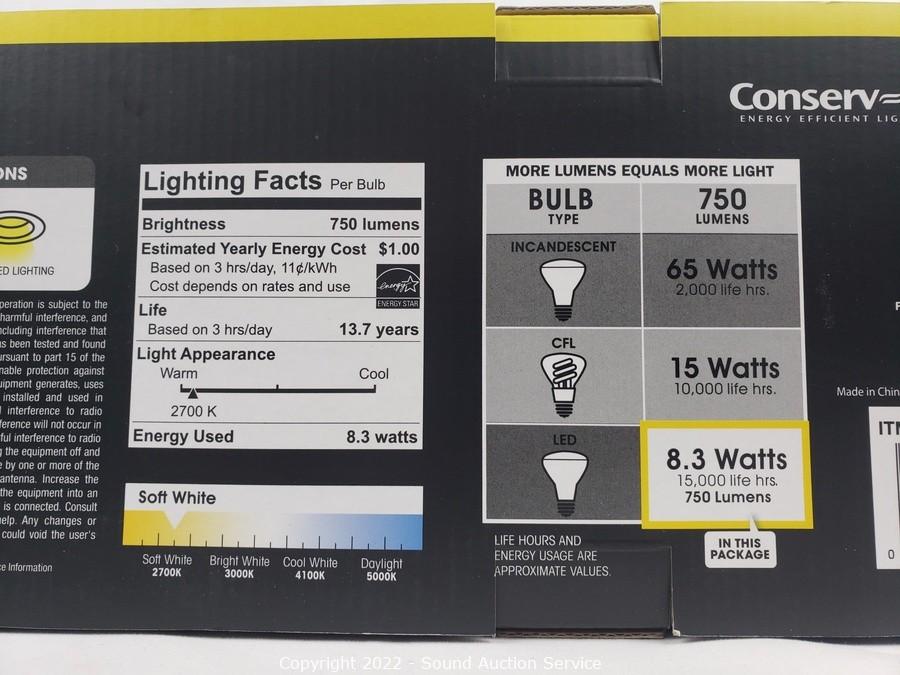 Conserv
ENERGY EFFICIENT LIG
ONS
ED LIGHTING
peration is subject to the
harmful interference, and
ncluding interference that
as been tested and found
ursuant to part 15 of the
nable protection against
uipment generates, uses
installed and used in
l interference to radio
ference will not occur in
ful interference to radio
g the equipment off and
e by one or more of the
antenna. Increase the
the equipment into an
is connected. Consult
help. Any changes or
could void the user's
ce Information
Lighting Facts Per Bulb
Brightness 750 lumens
Estimated Yearly Energy Cost $1.00
Based on 3 hrs/day, 11¢/kWh
Cost depends on rates and use
energy
ENERGY STAR
Life
Based on 3 hrs/day 13.7 years
Light Appearance
Warm Cool
2700 K
Energy Used 8.3 watts
Soft White
Soft White Bright White Cool White Daylight
2700K 3000K 4100K 5000K
MORE LUMENS EQUALS MORE LIGHT
BULB 750
TYPE LUMENS
INCANDESCENT
65 Watts
2,000 life hrs.
CFL
15 Watts
10,000 life hrs.
LED
8.3 Watts
15,000 life hrs.
750 Lumens
IN THIS
PACKAGE
LIFE HOURS AND
ENERGY USAGE ARE
APPROXIMATE VALUES.
Made in Chin
ITM
0
Copyright 2022 - Sound Auction Service